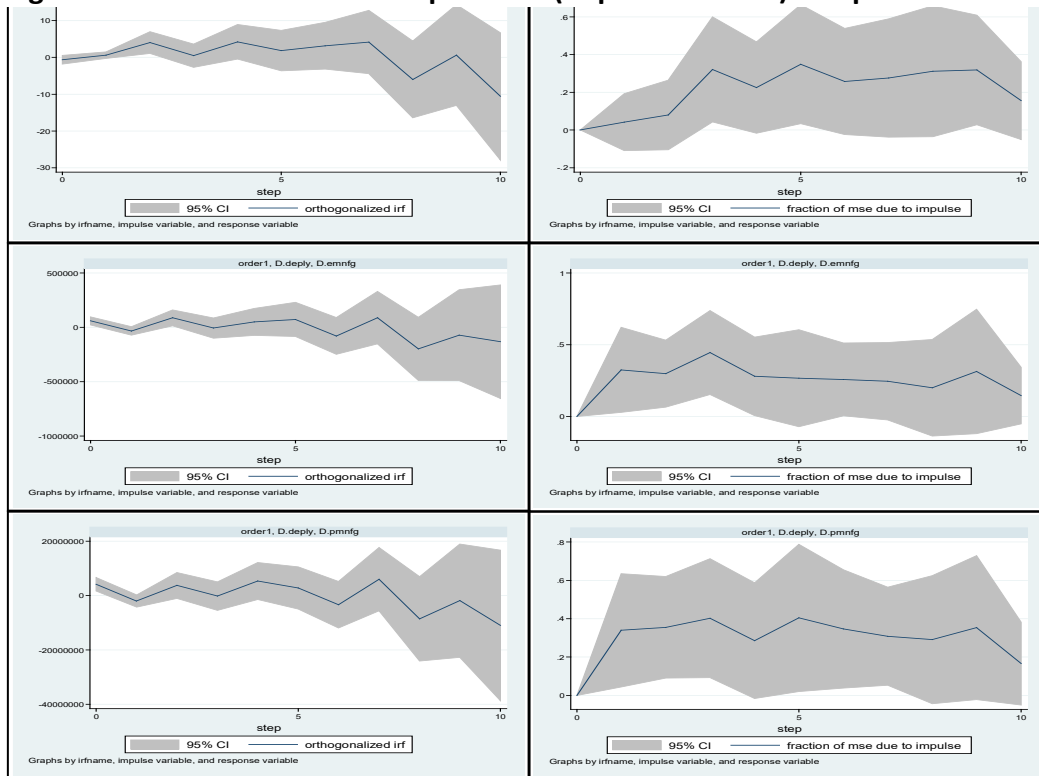 10
0
-10
-20
-30
0
5
10
step
95% CI
orthogonalized irf
Graphs by irfname, impulse variable, and response variable
.6
.4
.2
0
-.2
0
5
10
step
95% CI
fraction of mse due to impulse
Graphs by irfname, impulse variable, and response variable
order1, D.deply, D.emnfg
500000
0
-500000
-1000000
0
5
10
step
95% CI
orthogonalized irf
Graphs by irfname, impulse variable, and response variable
order1, D.deply, D.emnfg
1
.5
0
0
5
10
step
95% CI
fraction of mse due to impulse
Graphs by irfname, impulse variable, and response variable
order1, D.deply, D.pmnfg
20000000
0
-20000000
-40000000
0
5
10
step
95% CI
orthogonalized irf
Graphs by irfname, impulse variable, and response variable
order1, D.deply, D.pmnfg
.8
.6
.4
.2
0
0
5
10
step
95% CI
fraction of mse due to impulse
Graphs by irfname, impulse variable, and response variable